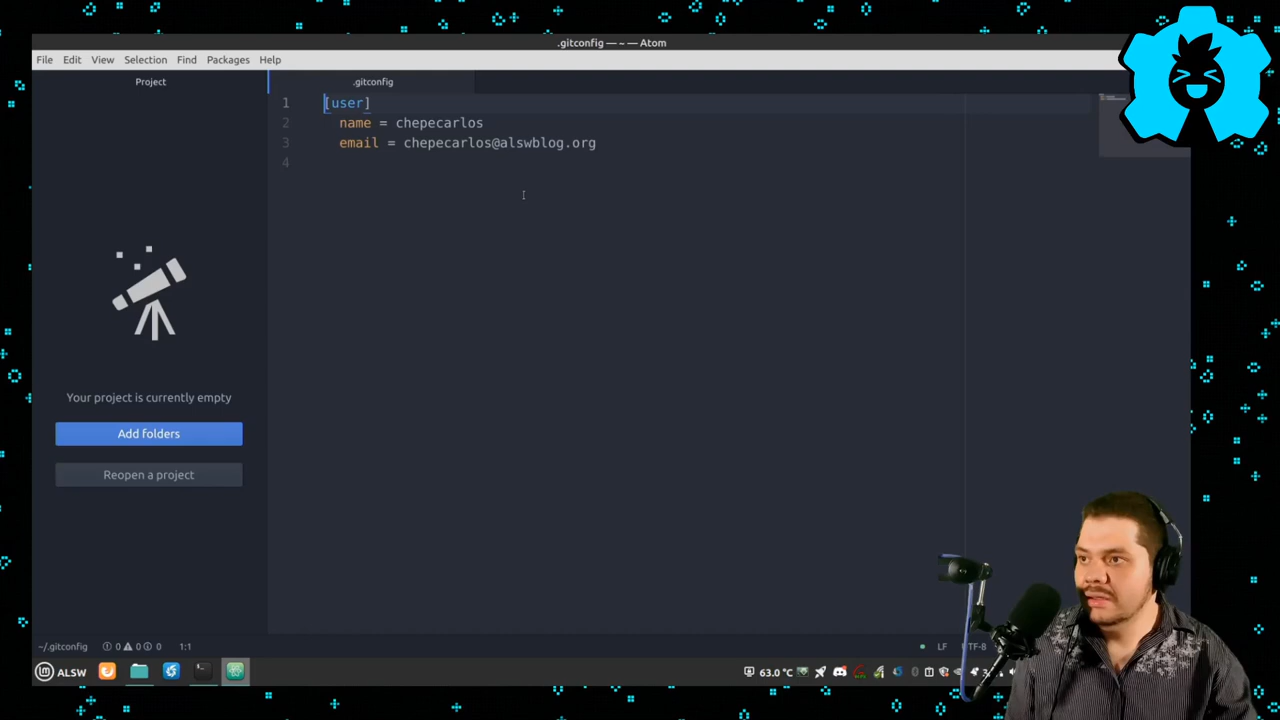 .gitconfig — ~ — Atom
File Edit View Selection Find Packages Help
Project
.gitconfig
1 [user]
2 name = chepecarlos
3 email = chepecarlos@alswblog.org
4
Your project is currently empty
Add folders
Reopen a project
~/.gitconfig 0 0 0 1:1 LF UTF-8
ALSW 63.0 °C